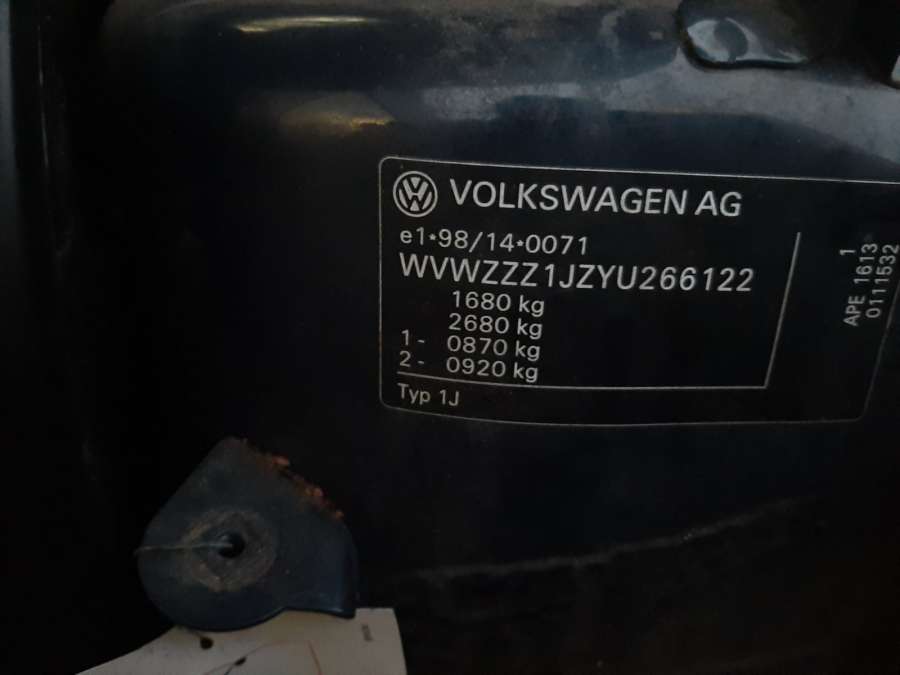 VOLKSWAGEN AG
e1*98/14*0071
WVWZZZ1JZYU266122
1680 kg
2680 kg
1- 0870 kg
2- 0920 kg
Typ 1J
1
APE 1613
0111532